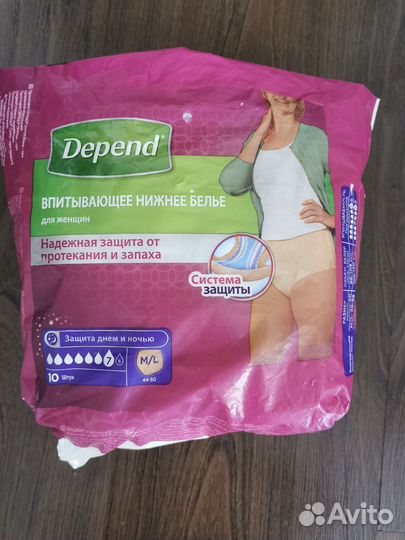 Depend
ВПИТЫВАЮЩЕЕ НИЖНЕЕ БЕЛЬЕ
для женщин
Надежная защита от
протекания и запаха
Система
защиты
Защита днем и ночью
7
M/L
10 Штук
44-50
Avito